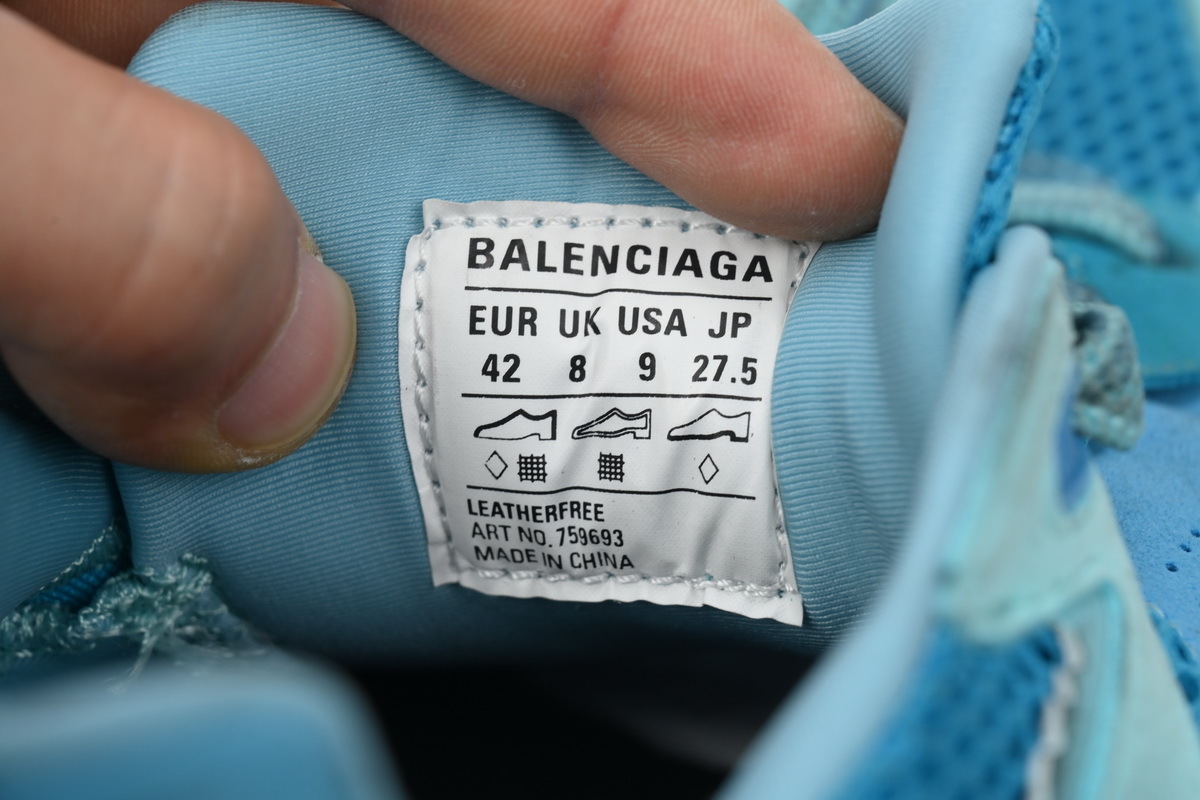 BALENCIAGA
EUR UK USA JP
42 8 9 27.5
LEATHERFREE
ART NO. 759693
MADE IN CHINA